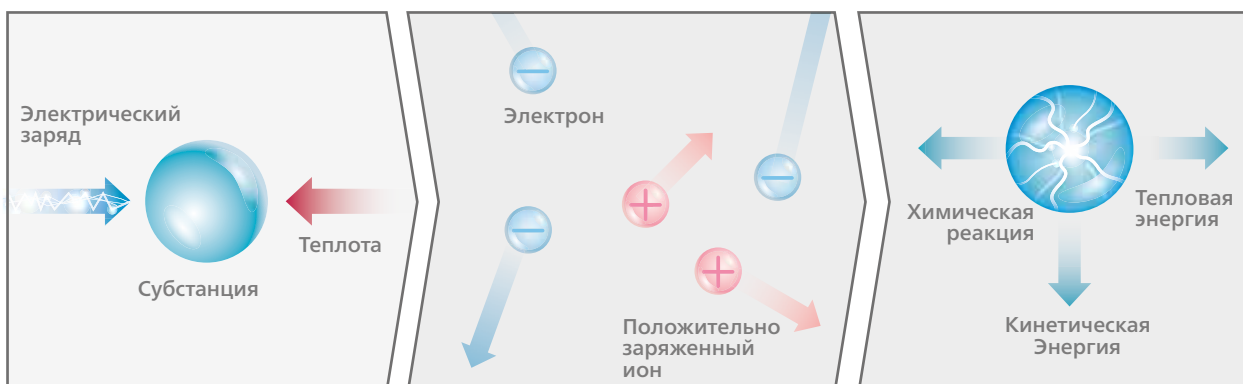 Электрический
заряд
Теплота
Субстанция
Электрон
Положительно
заряженный
ион
Химическая
реакция
Тепловая
энергия
Кинетическая
Энергия